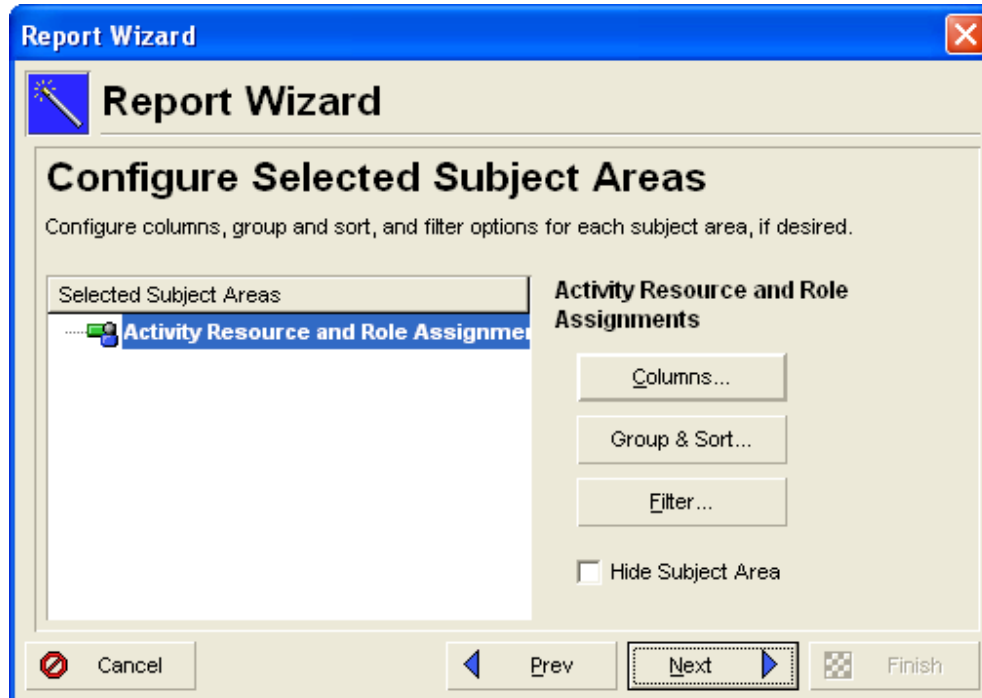 Report Wizard
Report Wizard
Configure Selected Subject Areas
Configure columns, group and sort, and filter options for each subject area, if desired.
Selected Subject Areas
Activity Resource and Role Assignmen
Activity Resource and Role
Assignments
Columns...
Group & Sort...
Filter...
Hide Subject Area
Cancel
Prev
Next
Finish